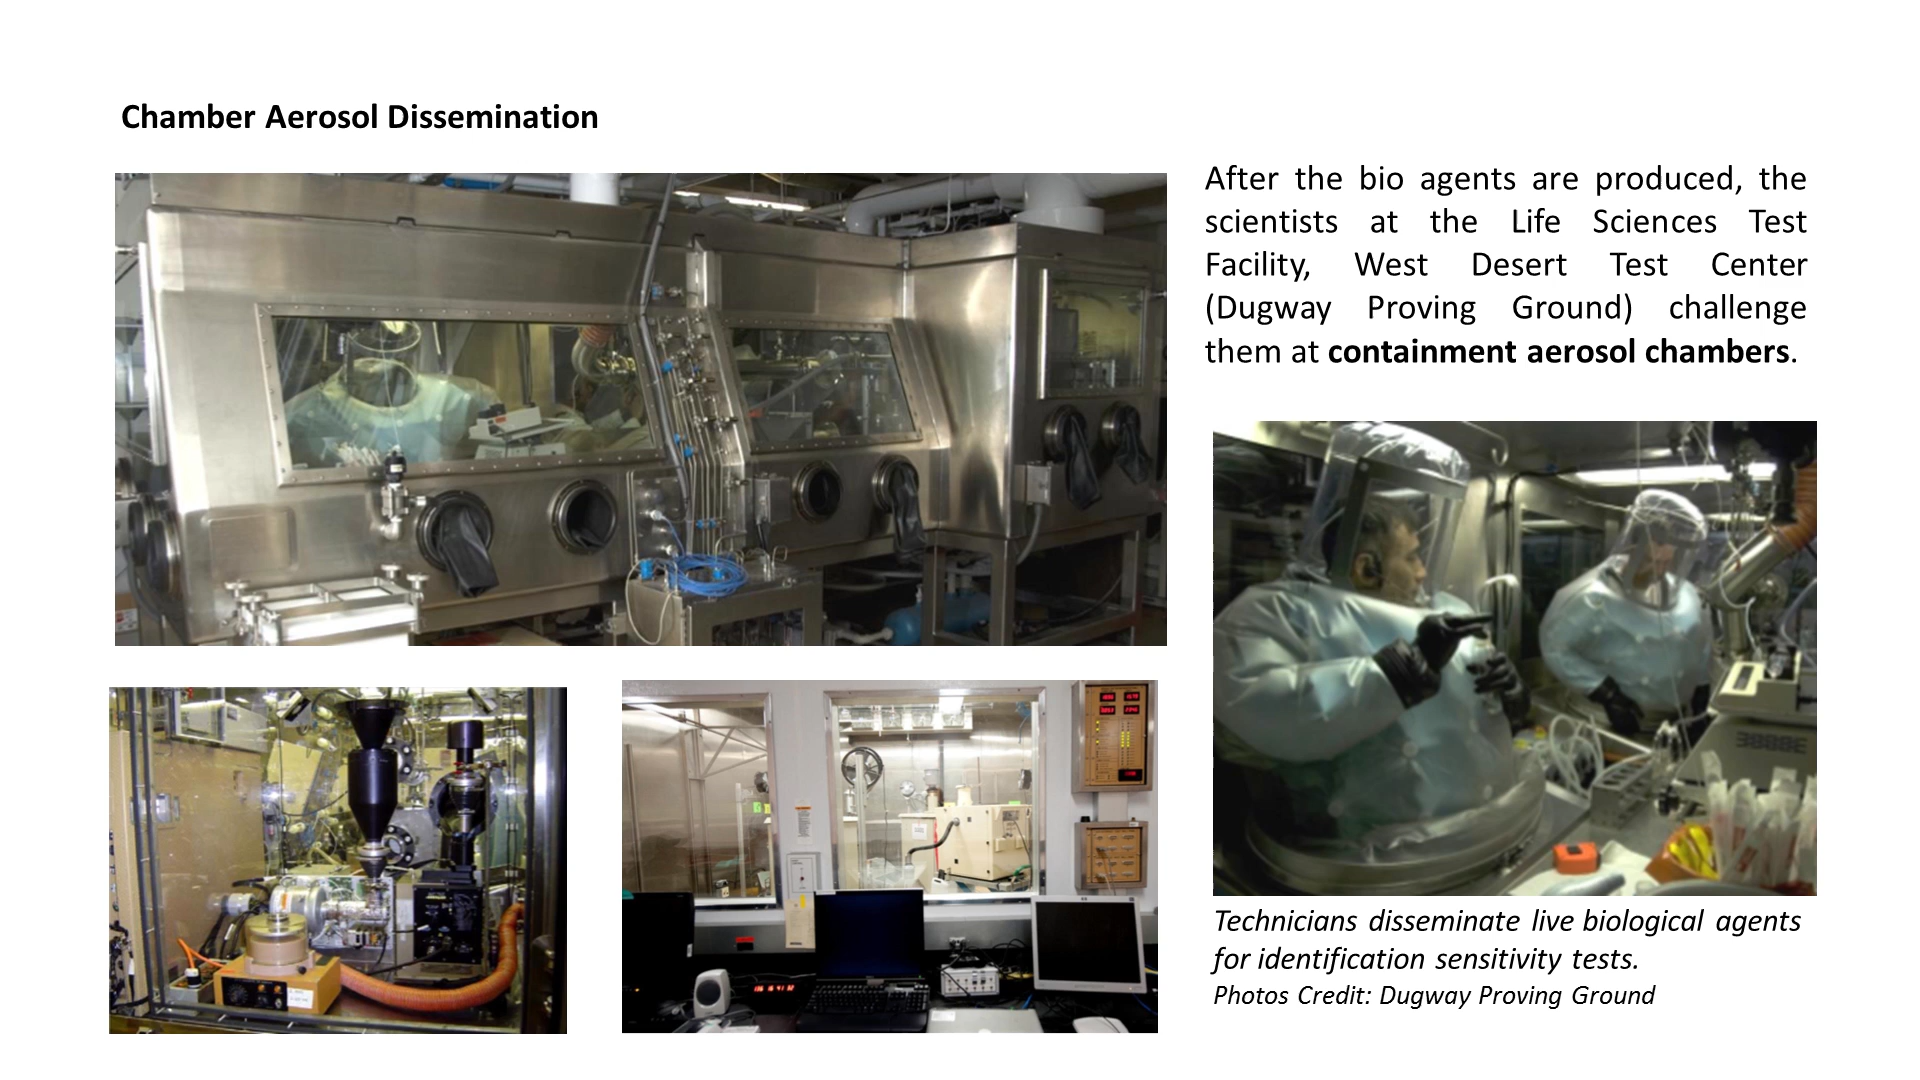 Chamber Aerosol Dissemination
After the bio agents are produced, the
scientists at the Life Sciences Test
Facility, West Desert Test Center
(Dugway Proving Ground) challenge
them at containment aerosol chambers.
Technicians disseminate live biological agents
for identification sensitivity tests.
Photos Credit: Dugway Proving Ground